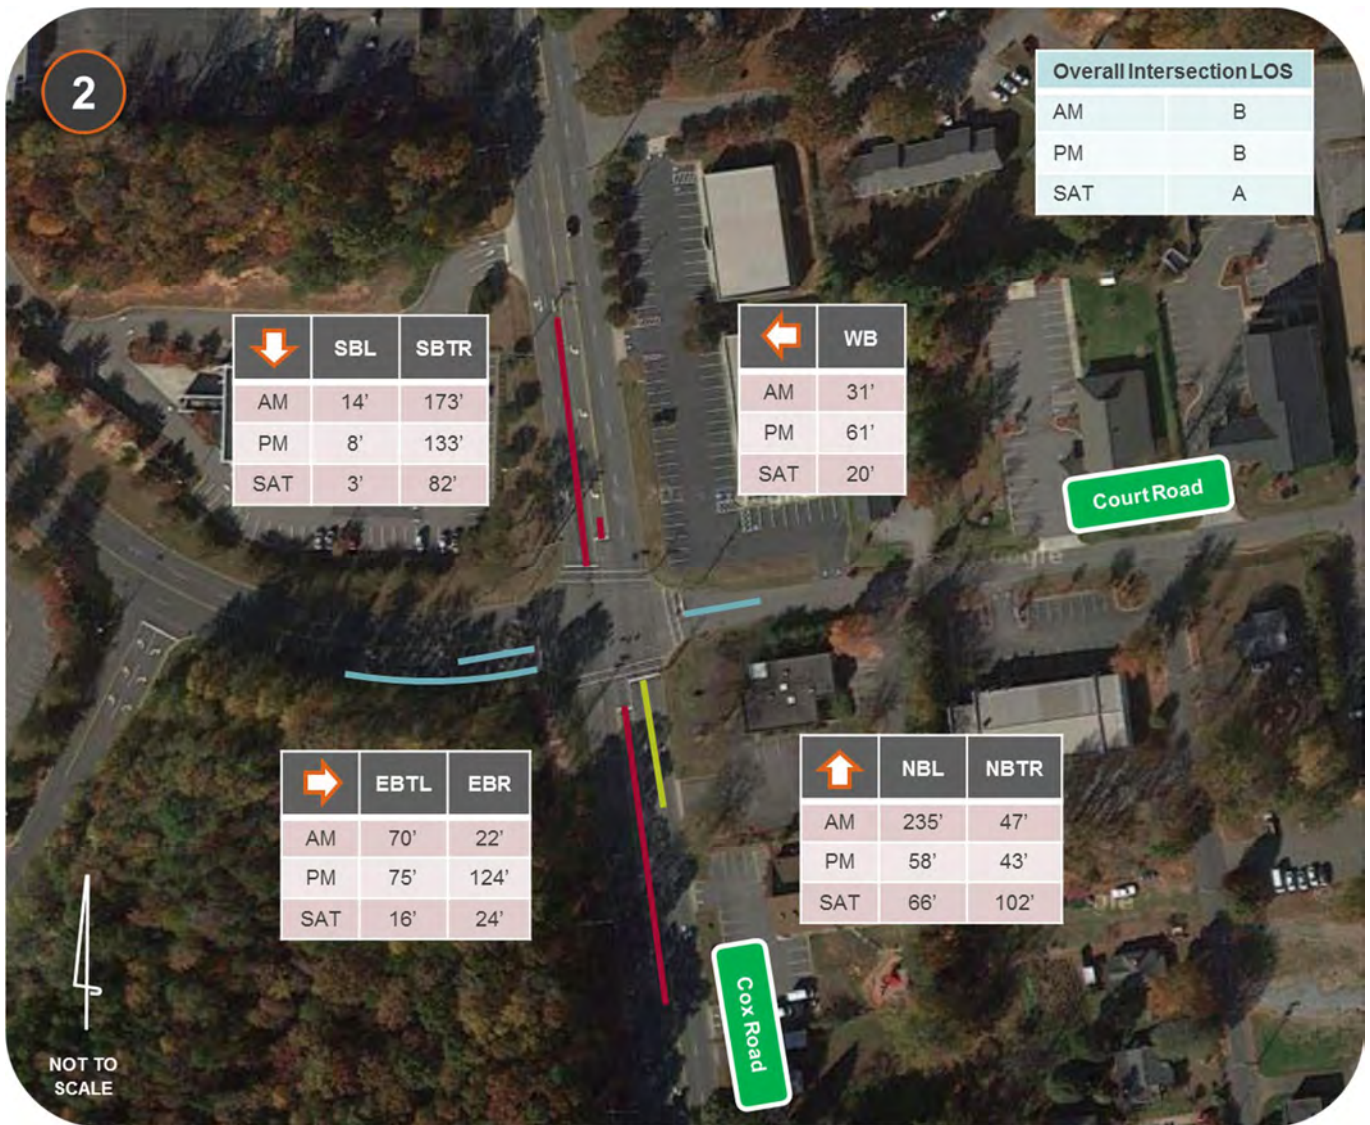 2
Overall Intersection LOS
AM B
PM B
SAT A
SBL SBTR
AM 14’ 173’
PM 8’ 133’
SAT 3’ 82’
WB
AM 31’
PM 61’
SAT 20’
Court Road
EBTL EBR
AM 70’ 22’
PM 75’ 124’
SAT 16’ 24’
NBL NBTR
AM 235’ 47’
PM 58’ 43’
SAT 66’ 102’
Cox Road
NOT TO
SCALE